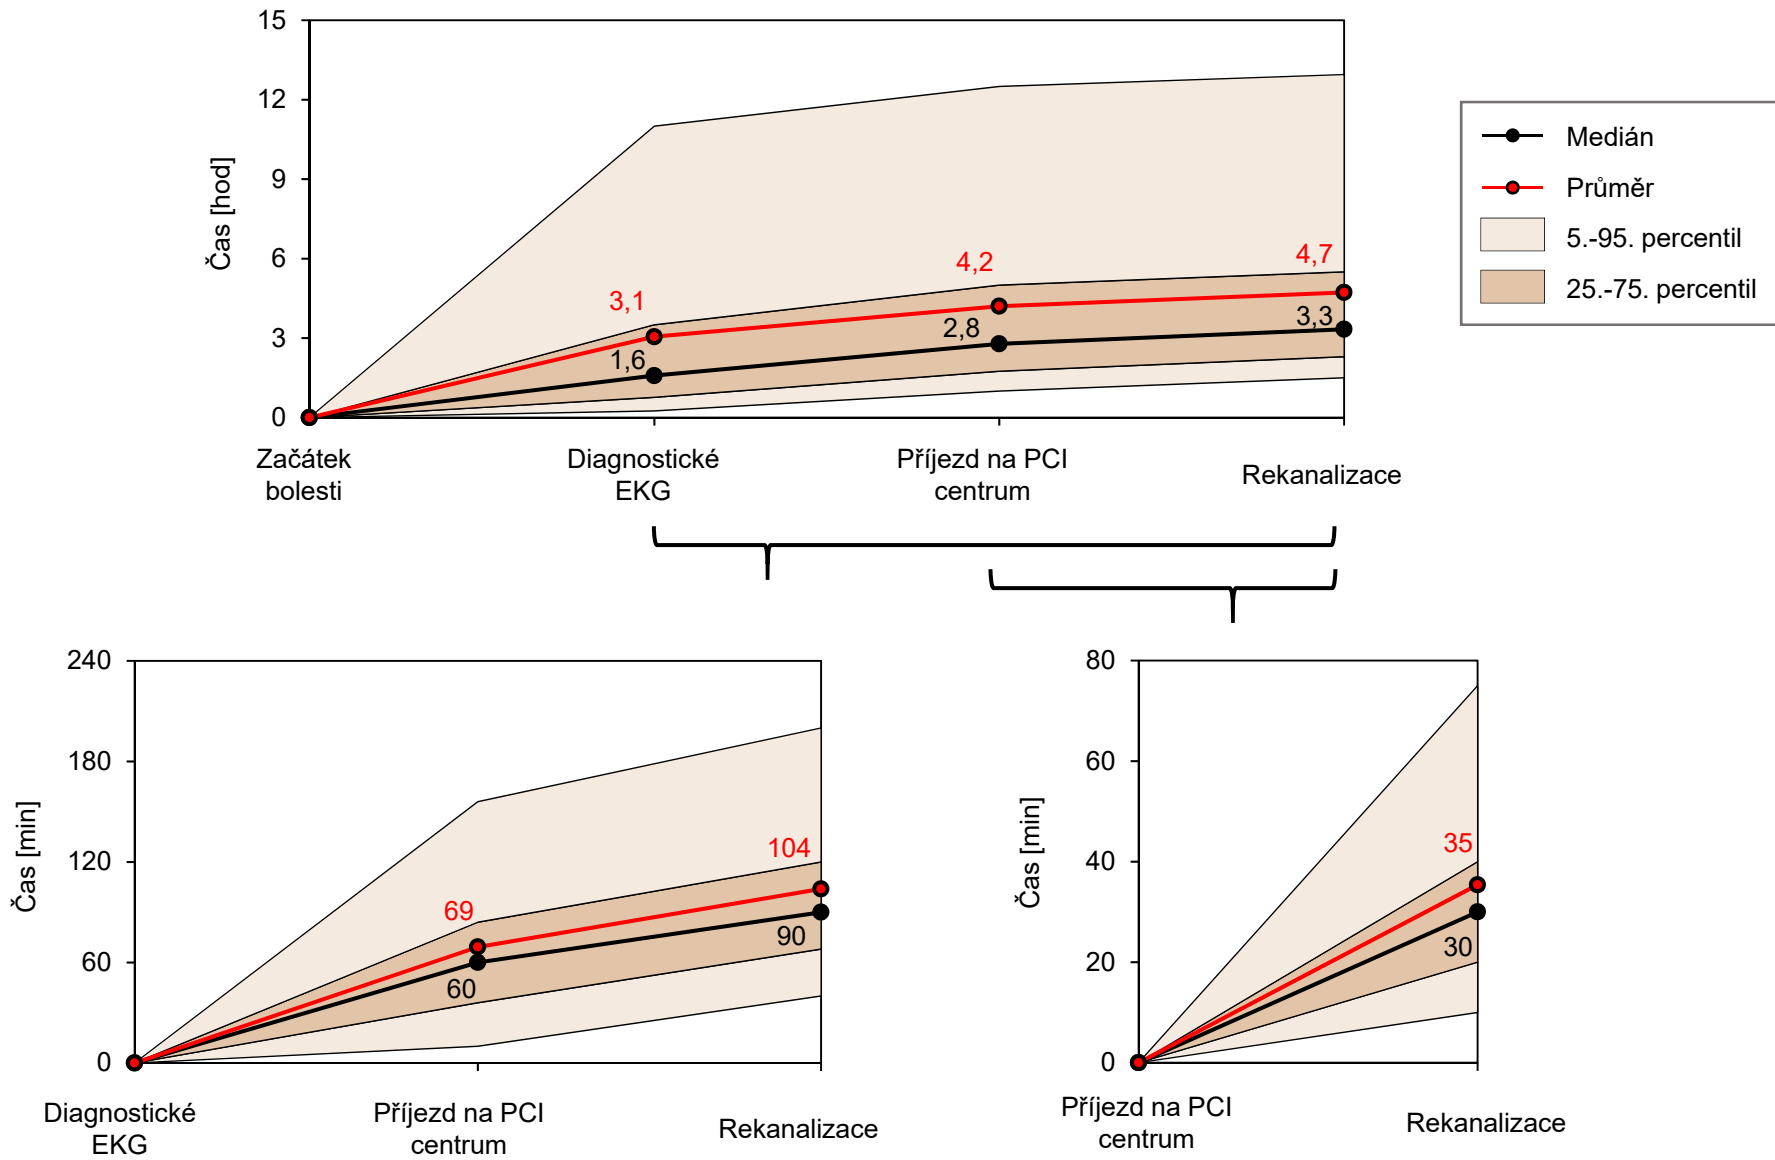 15
12
9
6
3
0
Čas [hod]
3,1
4,2
4,7
1,6
2,8
3,3
Začátek
bolesti
Diagnostické
EKG
Příjezd na PCI
centrum
Rekanalizace
Medián
Průměr
5.-95. percentil
25.-75. percentil
240
180
120
60
0
Čas [min]
69
104
60
90
Diagnostické
EKG
Příjezd na PCI
centrum
Rekanalizace
80
60
40
20
0
Čas [min]
35
30
Příjezd na PCI
centrum
Rekanalizace